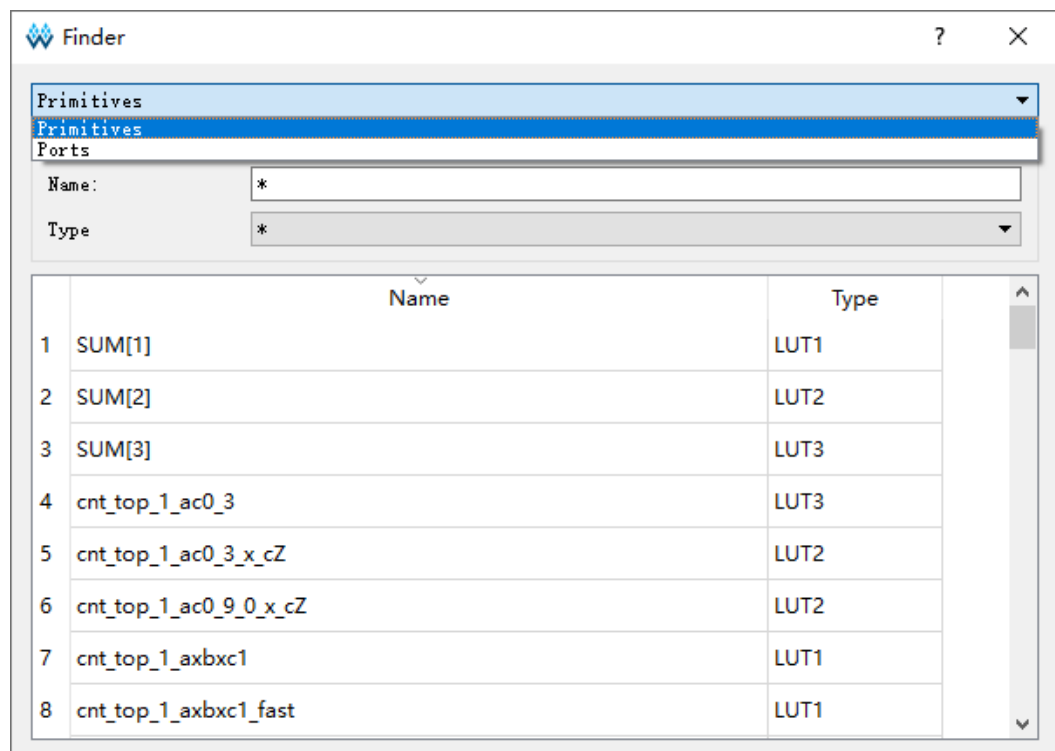 Finder ?
Primitives
Primitives
Ports
Name: *
Type *
Name Type
1 SUM[1] LUT1
2 SUM[2] LUT2
3 SUM[3] LUT3
4 cnt_top_1_ac0_3 LUT3
5 cnt_top_1_ac0_3_x_cZ LUT2
6 cnt_top_1_ac0_9_0_x_cZ LUT2
7 cnt_top_1_axbxc1 LUT1
8 cnt_top_1_axbxc1_fast LUT1